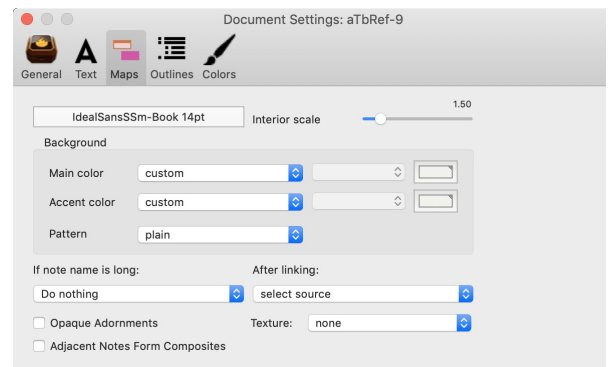 Document Settings: aTbRef-9
General Text Maps Outlines Colors
IdealSansSSm-Book 14pt Interior scale 1.50
Background
Main color custom
Accent color custom
Pattern plain
If note name is long: After linking:
Do nothing select source
Opaque Adornments Texture: none
Adjacent Notes Form Composites